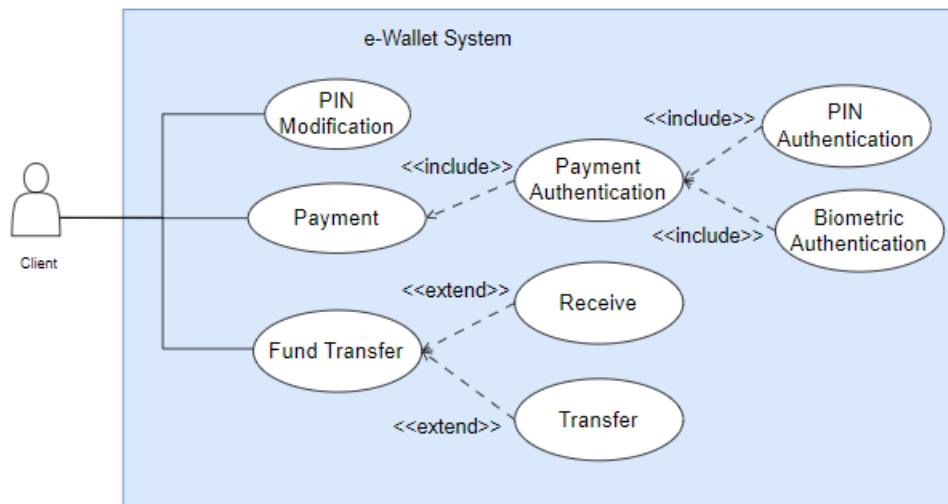 e-Wallet System
PIN
Modification
<<include>>
PIN
Authentication
<<include>>
Payment
Authentication
Payment
Biometric
Authentication
<<include>>
Client
<<extend>>
Receive
Fund Transfer
<<extend>>
Transfer